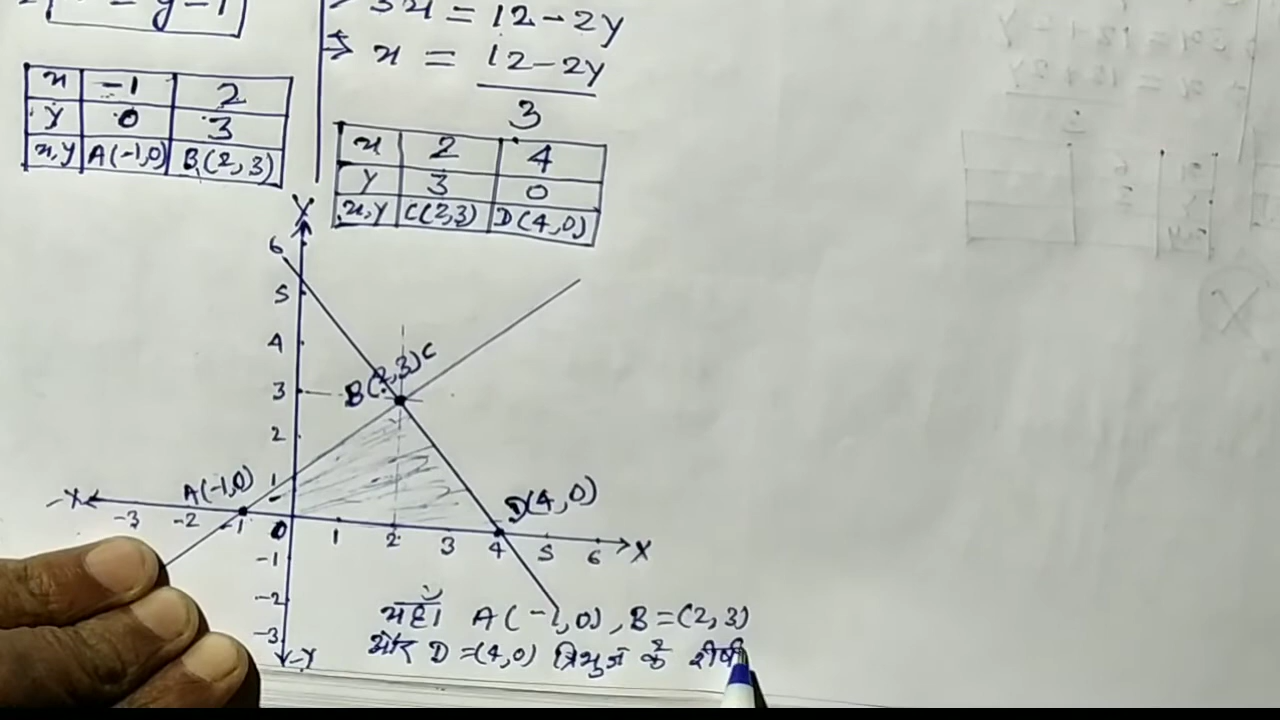 x = y - 1
⇒ 3x = 12 - 2y
⇒ x = 12 - 2y / 3
x -1 2
y 0 3
x,y A(-1,0) B(2,3)
x 2 4
y 3 0
x,y C(2,3) D(4,0)
Y
6
5
4
3
2
1
B(2,3) C
A(-1,0)
D(4,0)
-X -3 -2 -1 0 1 2 3 4 5 6 X
-1
-2
-3
-Y
यहाँ A(-1,0), B=(2,3)
और D=(4,0) त्रिभुज के शीर्ष